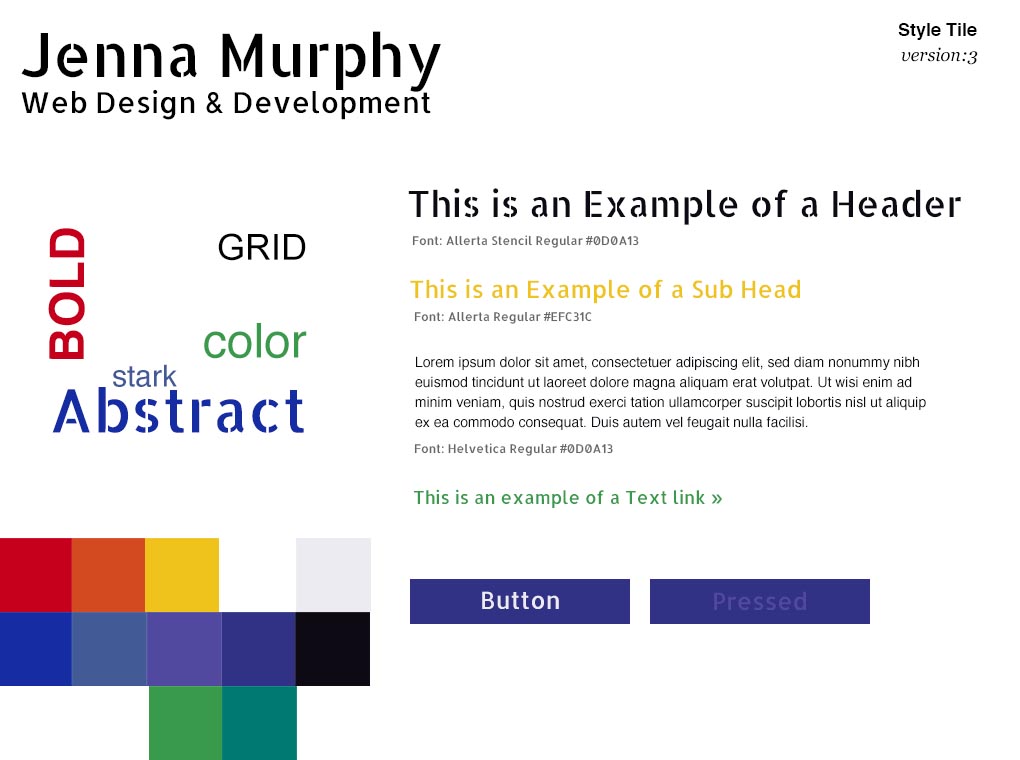 Jenna Murphy
Web Design & Development
Style Tile
version:3
BOLD
GRID
color
stark
Abstract
This is an Example of a Header
Font: Allerta Stencil Regular #0D0A13
This is an Example of a Sub Head
Font: Allerta Regular #EFC31C
Lorem ipsum dolor sit amet, consectetuer adipiscing elit, sed diam nonummy nibh
euismod tincidunt ut laoreet dolore magna aliquam erat volutpat. Ut wisi enim ad
minim veniam, quis nostrud exerci tation ullamcorper suscipit lobortis nisl ut aliquip
ex ea commodo consequat. Duis autem vel feugait nulla facilisi.
Font: Helvetica Regular #0D0A13
This is an example of a Text link »
Button
Pressed